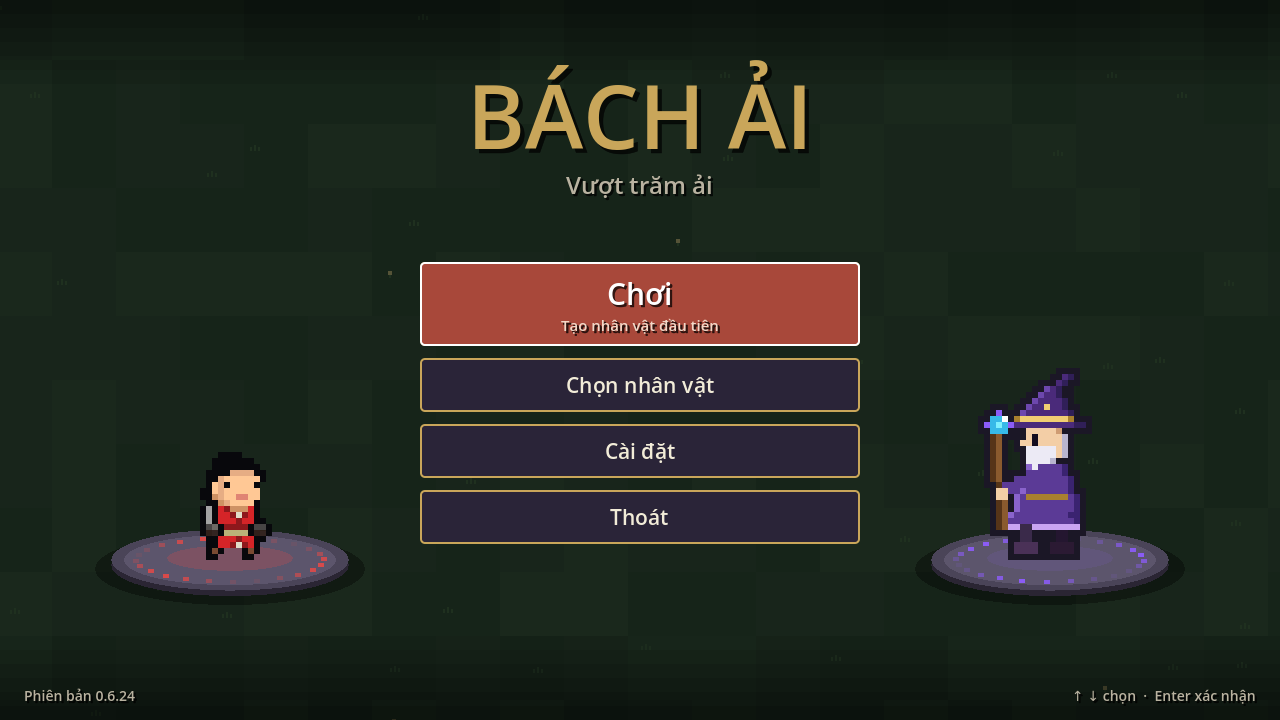 BÁCH ẢI
Vượt trăm ải
Chơi
Tạo nhân vật đầu tiên
Chọn nhân vật
Cài đặt
Thoát
Phiên bản 0.6.24
↑ ↓ chọn · Enter xác nhận